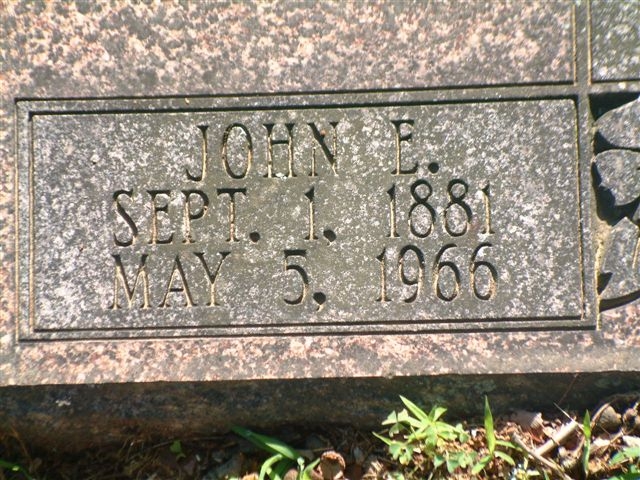 JOHN E.
SEPT. 1, 1881
MAY 5, 1966